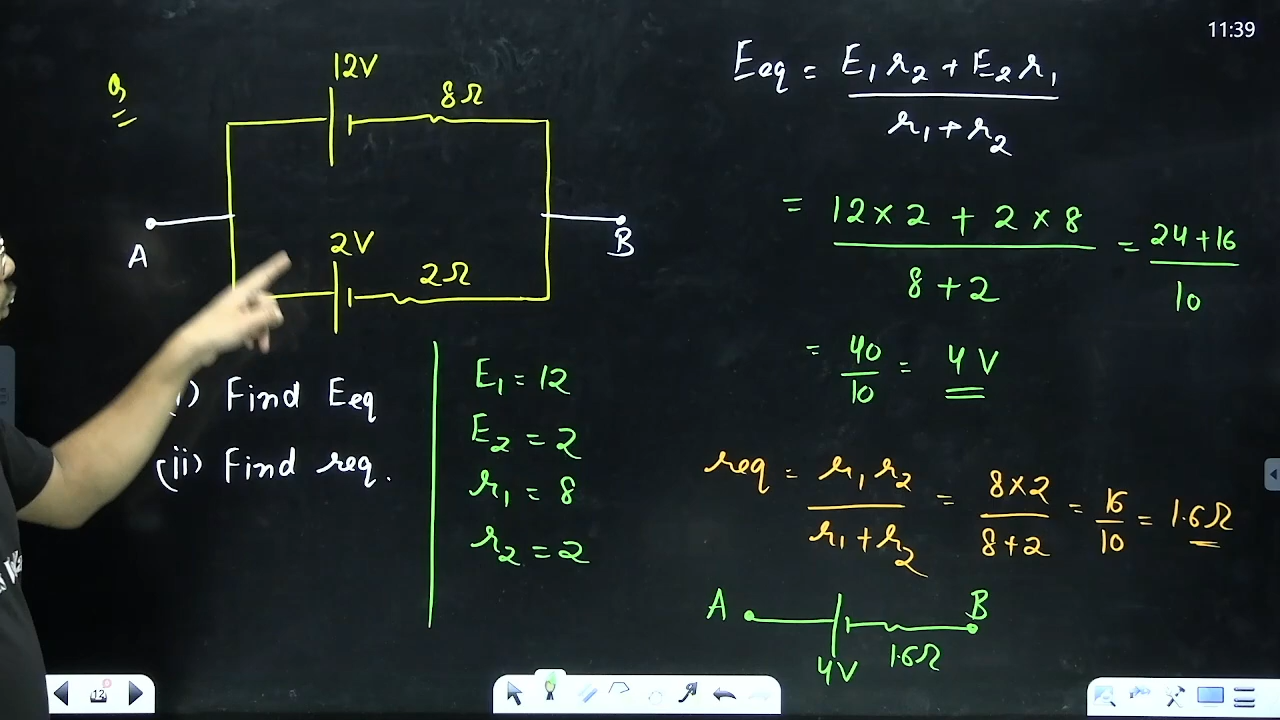 11:39
Q
12V
8Ω
A
B
2V
2Ω
(i) Find Eeq
(ii) Find req.
E₁ = 12
E₂ = 2
r₁ = 8
r₂ = 2
Eeq = E₁r₂ + E₂r₁ / r₁ + r₂
= 12×2 + 2×8 / 8+2 = 24+16 / 10
= 40/10 = 4V
req = r₁r₂ / r₁+r₂ = 8×2 / 8+2 = 16/10 = 1.6Ω
A
B
4V
1.6Ω
12